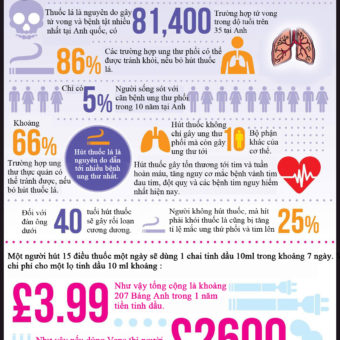 Thuốc lá là nguyên do gây
tử vong và bệnh tật nhiều
nhất tại Anh quốc, có
81,400
Trường hợp tử vong
trong độ tuổi trên
35 tại Anh
86%
Các trường hợp ung thư phổi có thể
được tránh khỏi, nếu bỏ hút thuốc lá.
Chỉ có
5%
Người sống sót với
căn bệnh ung thư phổi
trong 10 năm tại Anh
Khoảng
66%
Trường hợp ung
thư thực quản có
thể tránh được, nếu
bỏ hút thuốc lá.
Hút thuốc lá là
nguyên do dẫn
tới nhiều bệnh
ung thư nhất.
Hút thuốc không
chỉ gây ung thư
phổi mà còn gây
ung thư tới
10
Bộ phận
khác của
cơ thể.
Hút thuốc gây tổn thương tới tim và tuần
hoàn máu, tăng nguy cơ mắc bệnh vành tim
đau tim, đột quỵ và các bệnh tim nguy hiểm
nhất hiện nay.
Đối với
đàn ông
dưới
40
tuổi hút thuốc
sẽ gây rối loạn
cương dương.
Người không hút thuốc, mà hít
phải khói thuốc lá cũng bị tăng
tỉ lệ mắc ung thư phổi và tim lên
25%
Một người hút 15 điếu thuốc một ngày sẽ dùng 1 chai tinh dầu 10ml trong khoảng 7 ngày.
chi phí cho một lọ tinh dầu 10 ml khoảng :
£3.99
Như vậy tổng cộng là khoảng
207 Bảng Anh trong 1 năm
tiền tinh dầu.
£2600
Như vậy nếu dùng Vape thì người